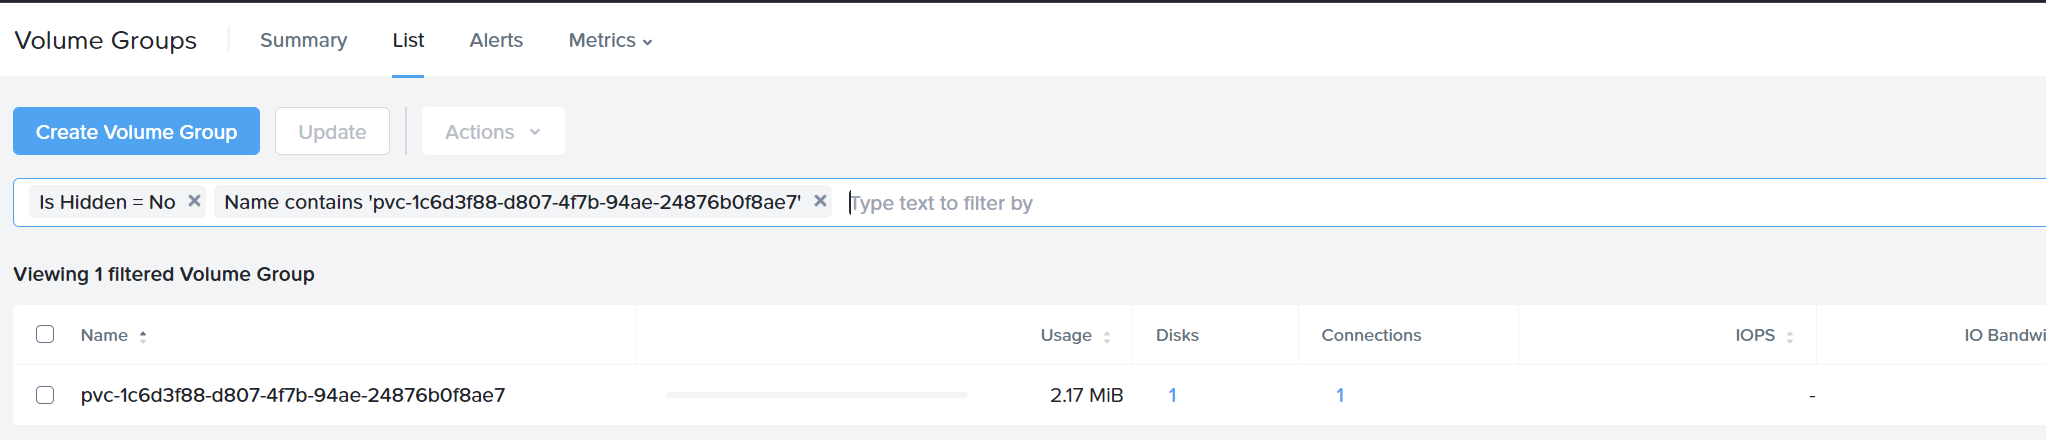 Volume Groups Summary List Alerts Metrics
Create Volume Group Update Actions
Is Hidden = No × Name contains 'pvc-1c6d3f88-d807-4f7b-94ae-24876b0f8ae7' × Type text to filter by
Viewing 1 filtered Volume Group
Name Usage Disks Connections IOPS IO Bandwi
pvc-1c6d3f88-d807-4f7b-94ae-24876b0f8ae7 2.17 MiB 1 1 -